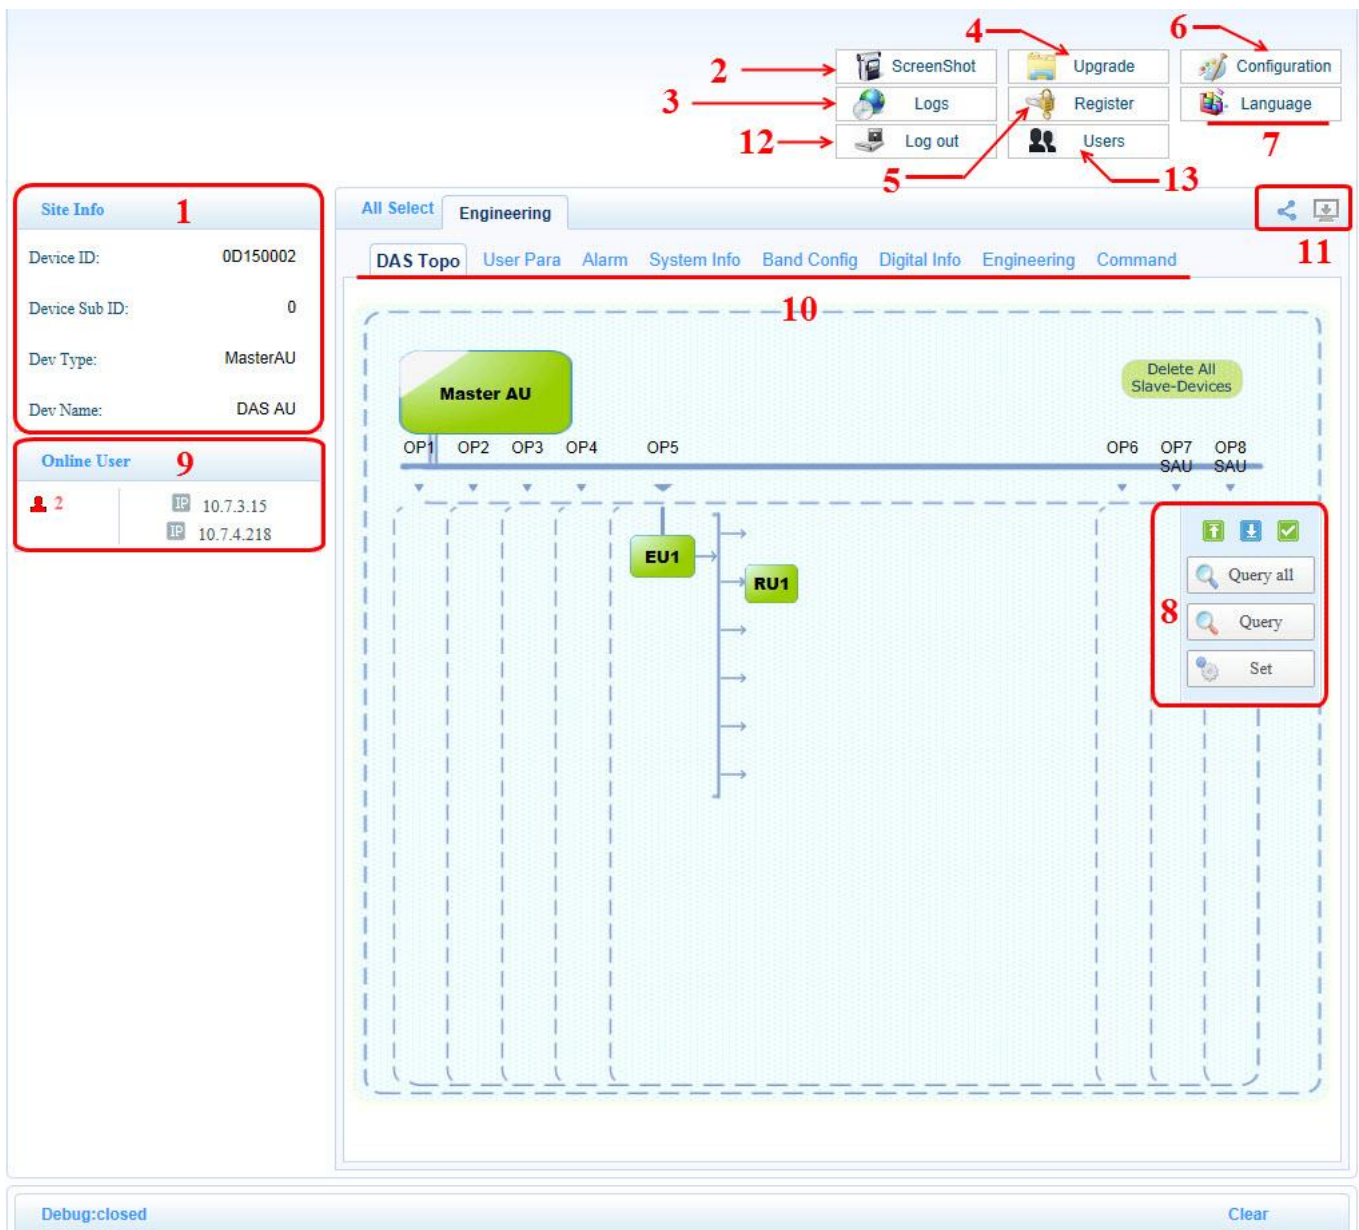 4
6
2
ScreenShot
Upgrade
Configuration
3
Logs
Register
Language
12
Log out
Users
7
5
13
Site Info
1
Device ID:
0D150002
Device Sub ID:
0
Dev Type:
MasterAU
Dev Name:
DAS AU
Online User
9
2
IP 10.7.3.15
IP 10.7.4.218
All Select
Engineering
11
DAS Topo
User Para
Alarm
System Info
Band Config
Digital Info
Engineering
Command
10
Master AU
Delete All
Slave-Devices
OP1
OP2
OP3
OP4
OP5
OP6
OP7
SAU
OP8
SAU
EU1
RU1
8
Query all
Query
Set
Debug:closed
Clear